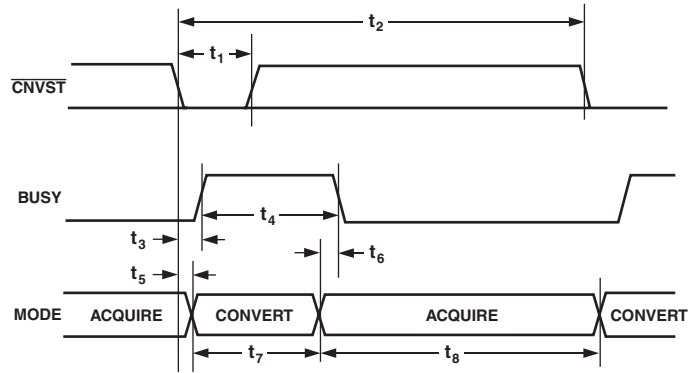 t2
t1
CNVST
BUSY
t4
t3
t6
t5
MODE ACQUIRE CONVERT ACQUIRE CONVERT
t7 t8